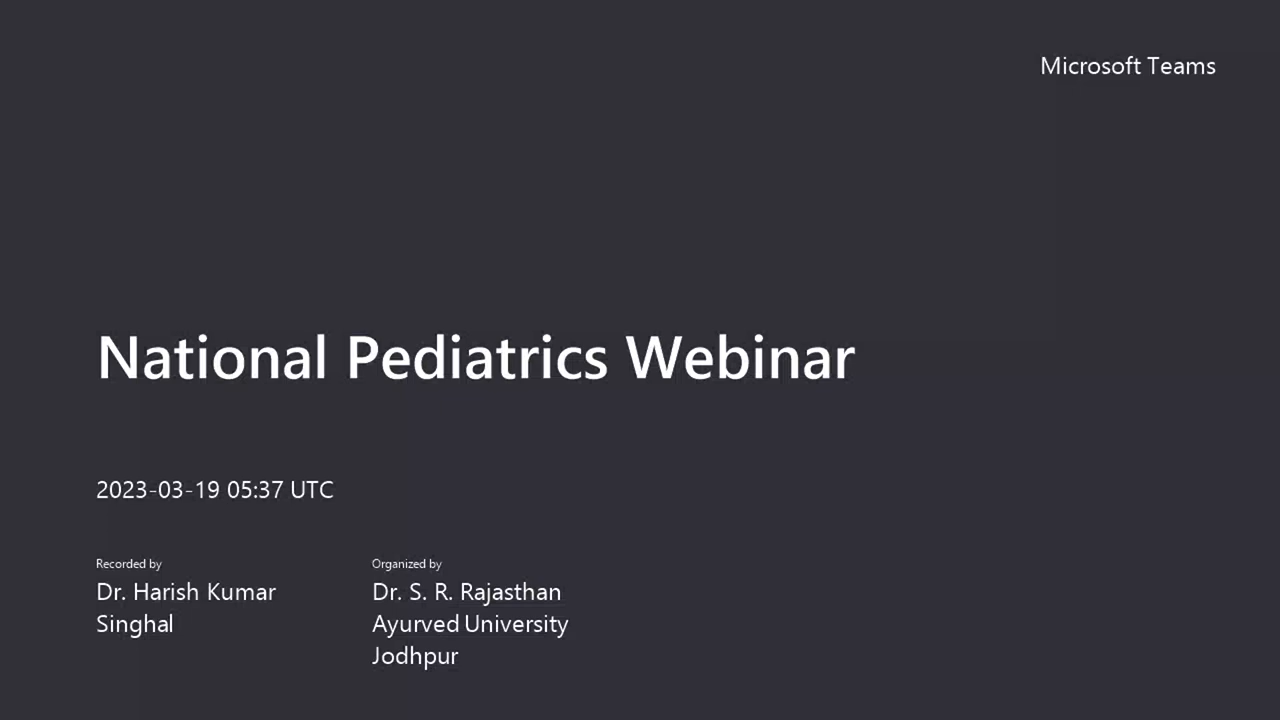 Microsoft Teams
National Pediatrics Webinar
2023-03-19 05:37 UTC
Recorded by
Dr. Harish Kumar
Singhal
Organized by
Dr. S. R. Rajasthan
Ayurved University
Jodhpur